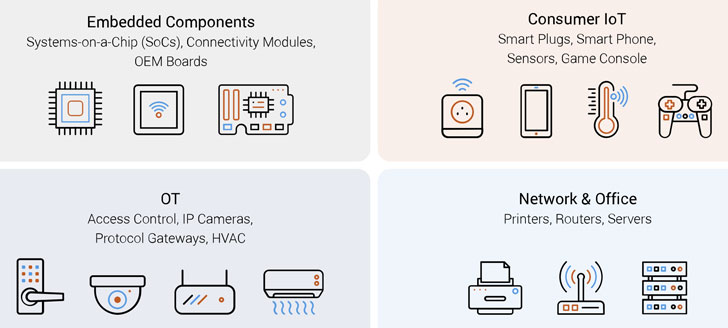 Embedded Components
Systems-on-a-Chip (SoCs), Connectivity Modules,
OEM Boards
Consumer IoT
Smart Plugs, Smart Phone,
Sensors, Game Console
OT
Access Control, IP Cameras,
Protocol Gateways, HVAC
Network & Office
Printers, Routers, Servers